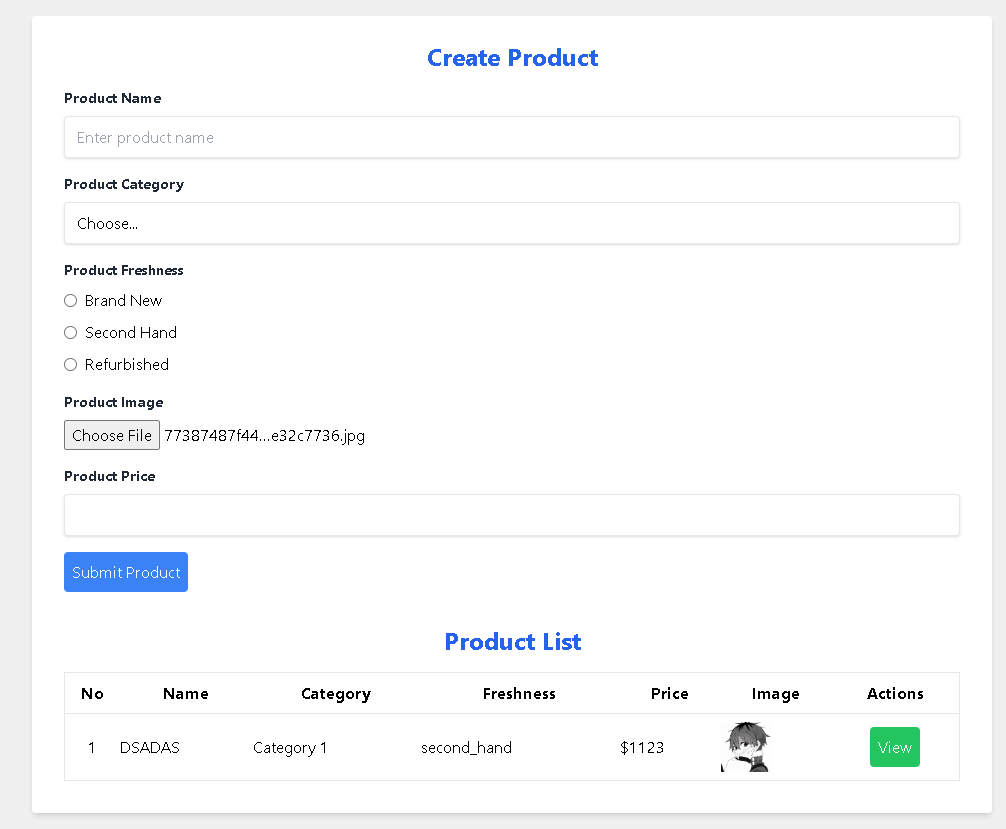 Create Product
Product Name
Enter product name
Product Category
Choose...
Product Freshness
Brand New
Second Hand
Refurbished
Product Image
Choose File 77387487f44...e32c7736.jpg
Product Price
Submit Product
Product List
No Name Category Freshness Price Image Actions
1 DSADAS Category 1 second_hand $1123 View